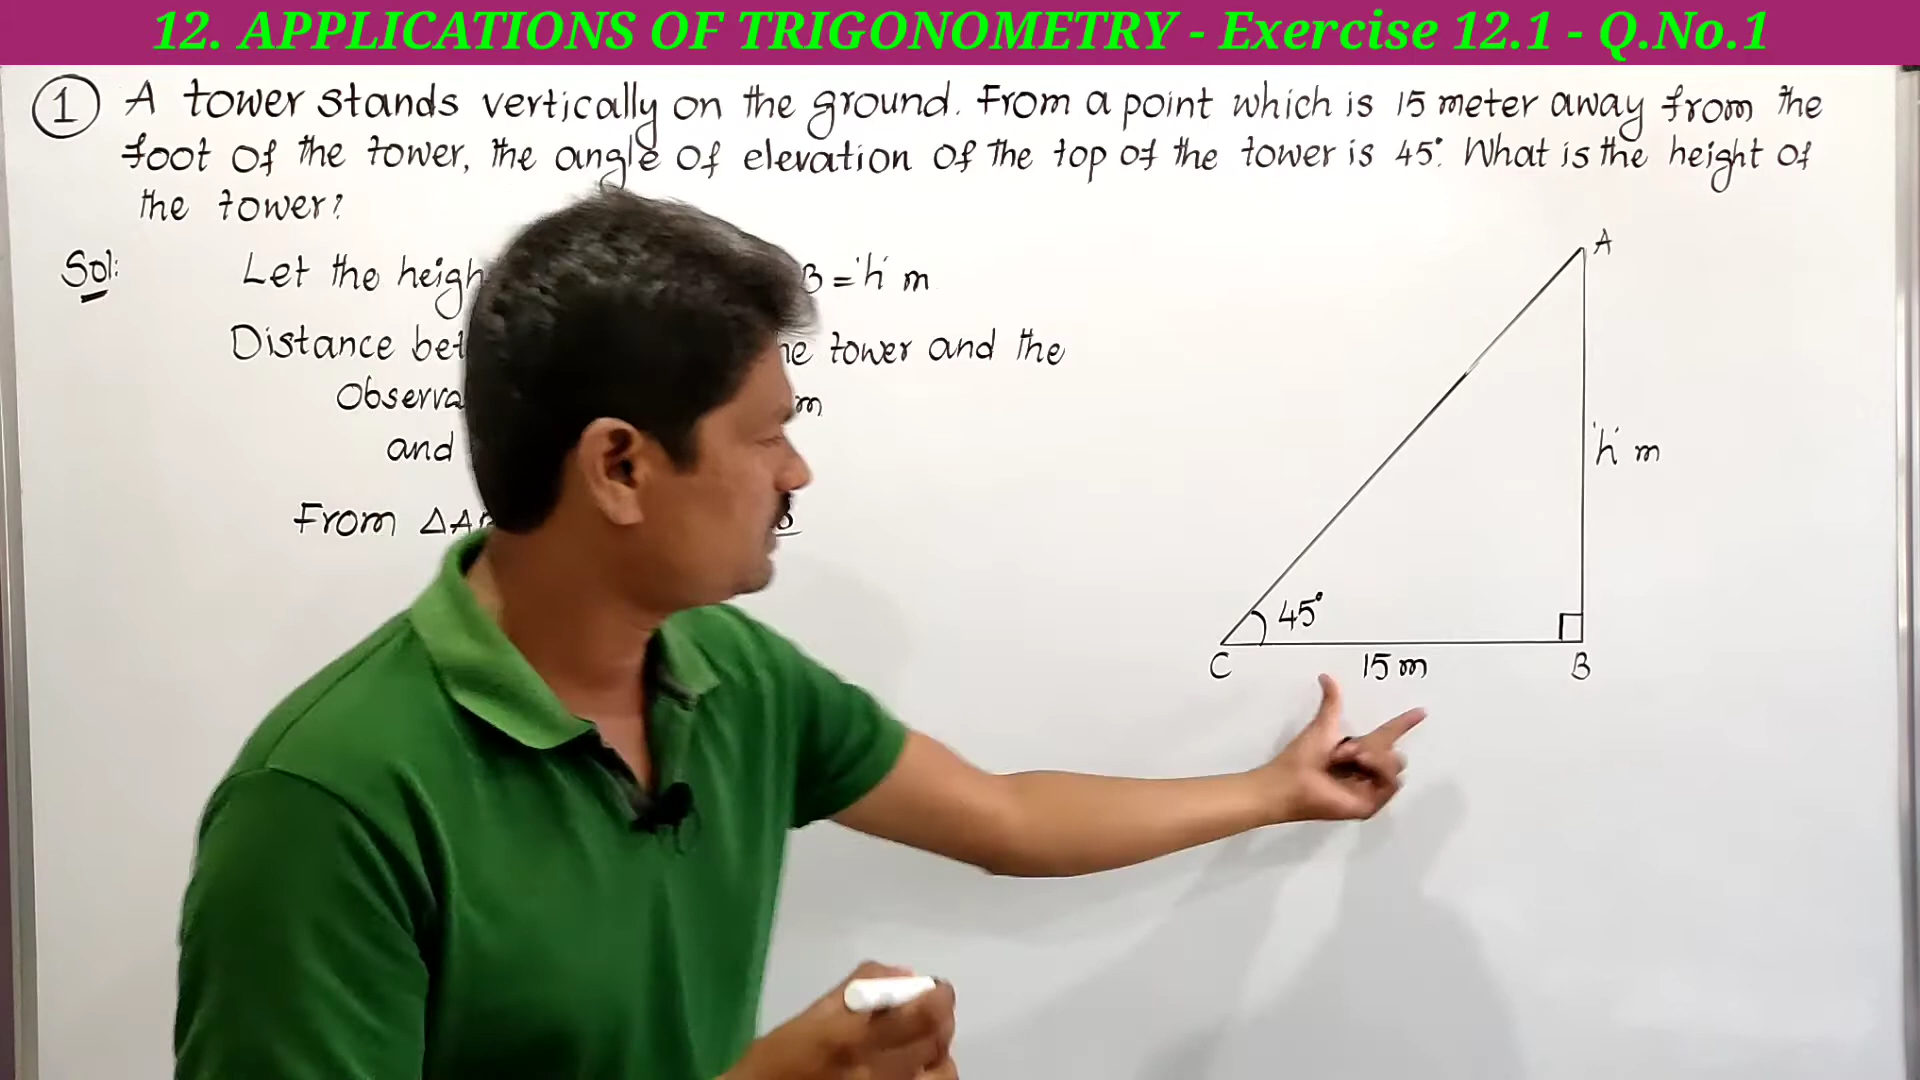 12. APPLICATIONS OF TRIGONOMETRY - Exercise 12.1 - Q.No.1
1 A tower stands vertically on the ground. From a point which is 15 meter away from the
foot of the tower, the angle of elevation of the top of the tower is 45°. What is the height of
the tower?
Sol: Let the heigh B = 'h' m
Distance bet he tower and the
Observa m
and
From ΔAB B
A
'h' m
45°
C 15 m B